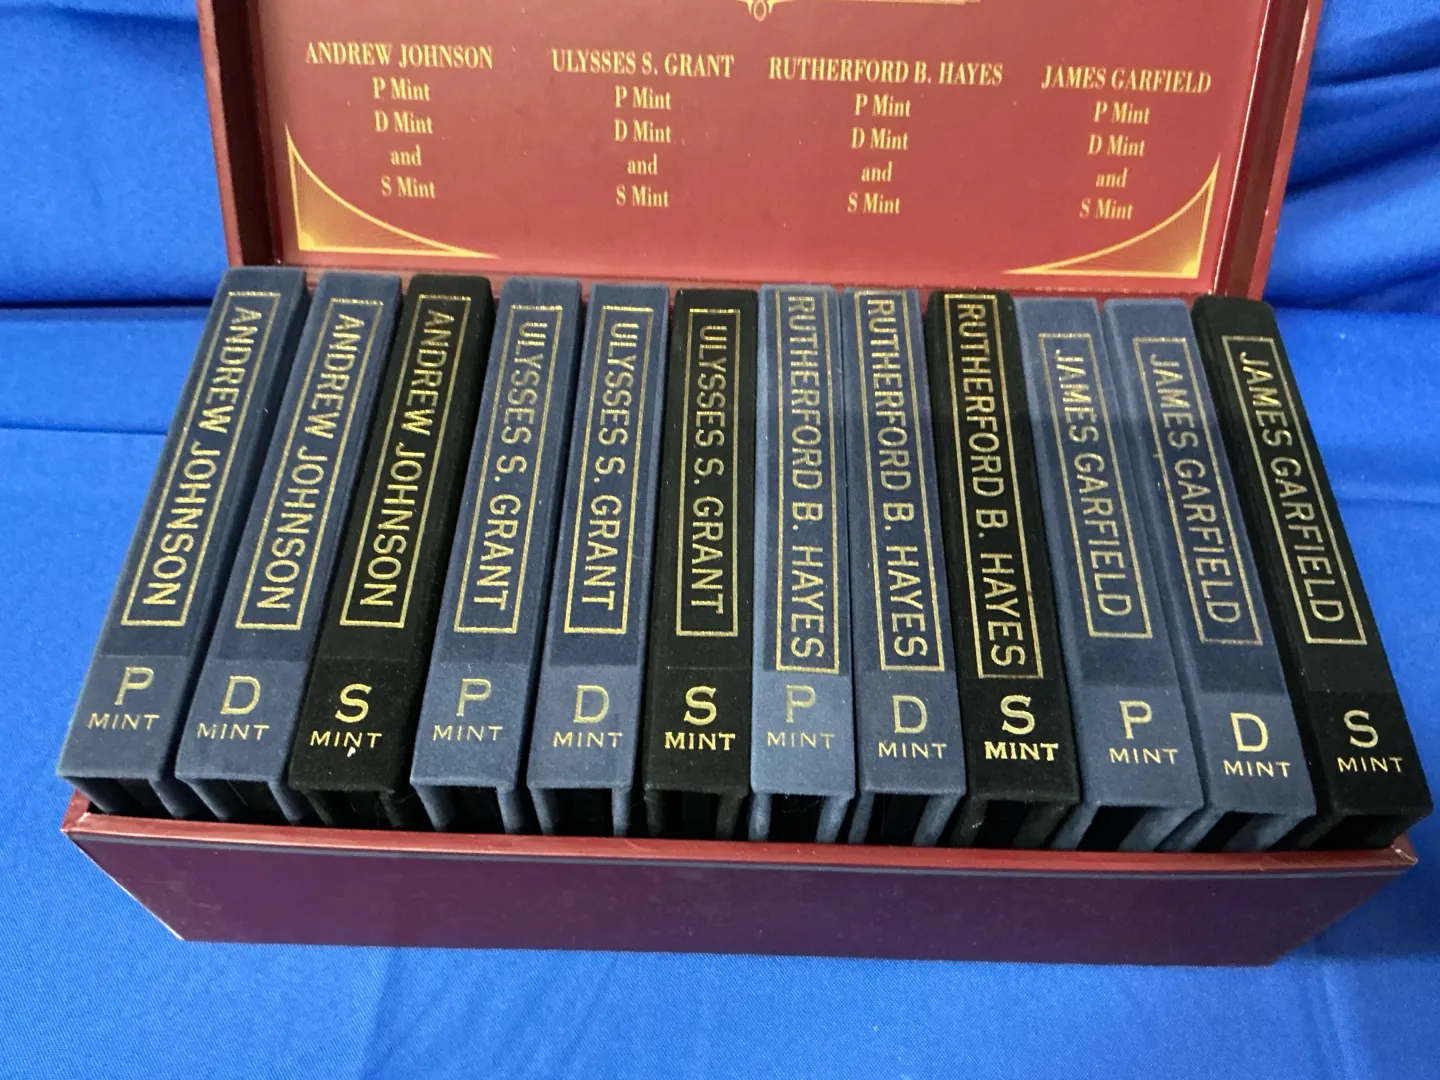 ANDREW JOHNSON
P Mint
D Mint
and
S Mint
ULYSSES S. GRANT
P Mint
D Mint
and
S Mint
RUTHERFORD B. HAYES
P Mint
D Mint
and
S Mint
JAMES GARFIELD
P Mint
D Mint
and
S Mint
ANDREW JOHNSON
P
MINT
ANDREW JOHNSON
D
MINT
ANDREW JOHNSON
S
MINT
ULYSSES S. GRANT
P
MINT
ULYSSES S. GRANT
D
MINT
ULYSSES S. GRANT
S
MINT
RUTHERFORD B. HAYES
P
MINT
RUTHERFORD B. HAYES
D
MINT
RUTHERFORD B. HAYES
S
MINT
JAMES GARFIELD
P
MINT
JAMES GARFIELD
D
MINT
JAMES GARFIELD
S
MINT